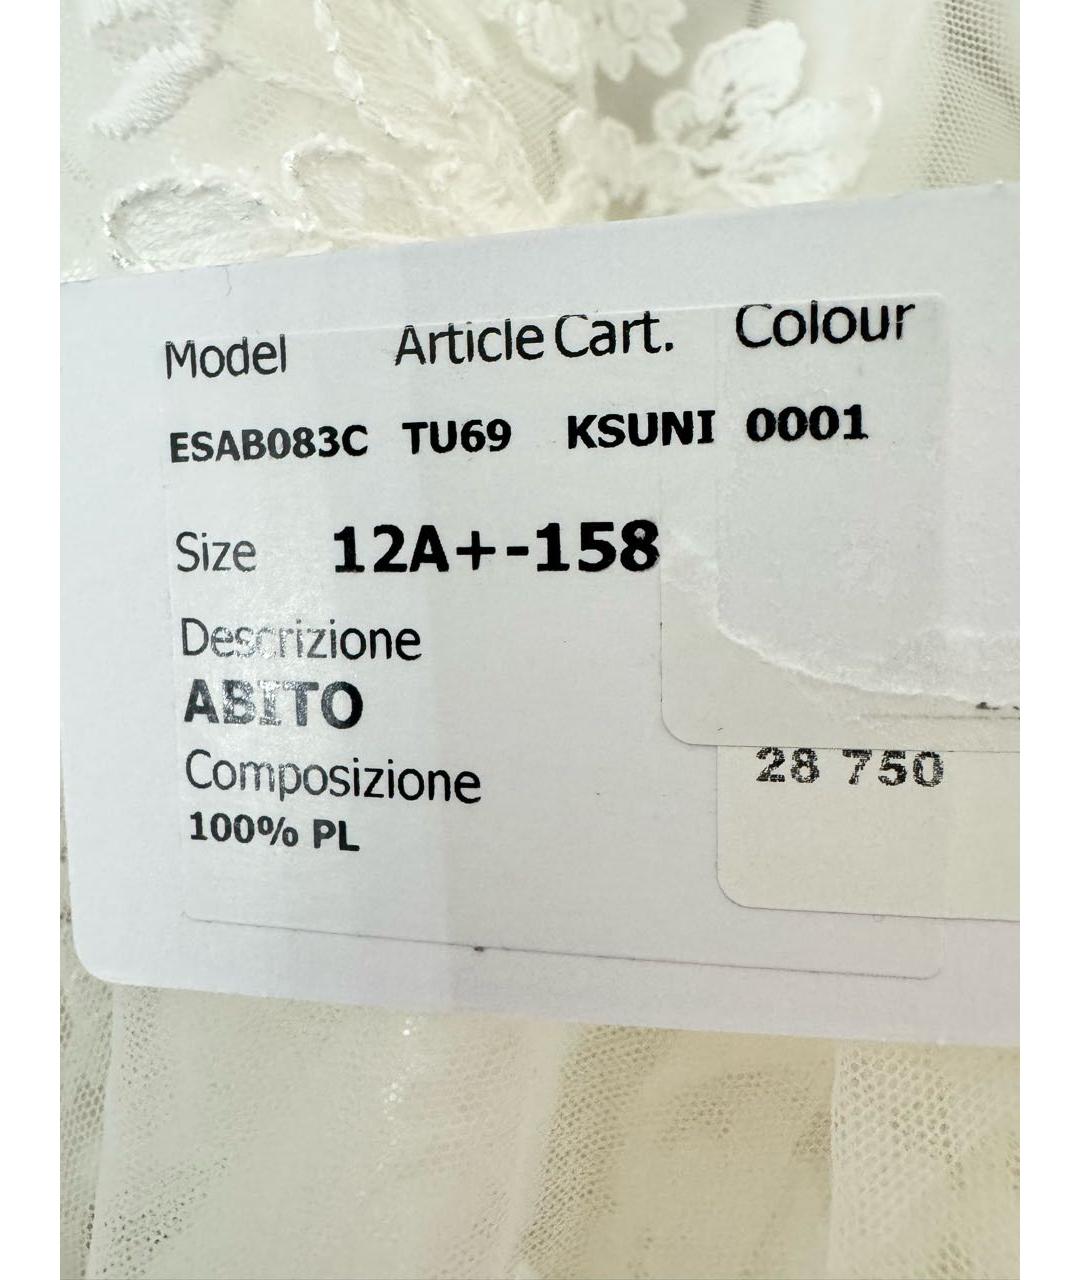 Model Article Cart. Colour
ESAB083C TU69 KSUNI 0001
Size 12A+-158
Descrizione
ABITO
Composizione
28 750
100% PL